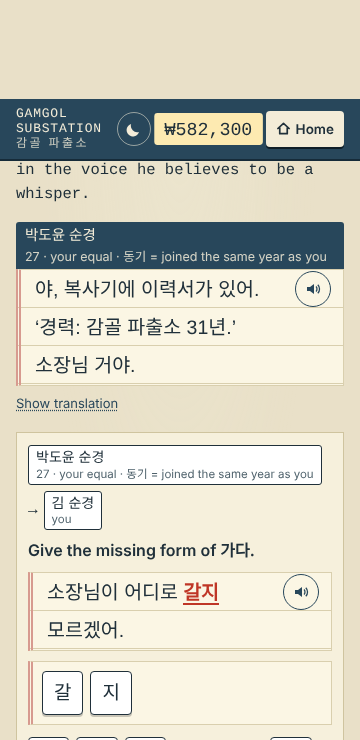 GAMGOL
SUBSTATION
감골 파출소
₩582,300
Home
in the voice he believes to be a
whisper.
박도윤 순경
27 · your equal · 동기 = joined the same year as you
야, 복사기에 이력서가 있어.
‘경력: 감골 파출소 31년.’
소장님 거야.
Show translation
박도윤 순경
27 · your equal · 동기 = joined the same year as you
→ 김 순경
you
Give the missing form of 가다.
소장님이 어디로 갈지
모르겠어.
갈 지